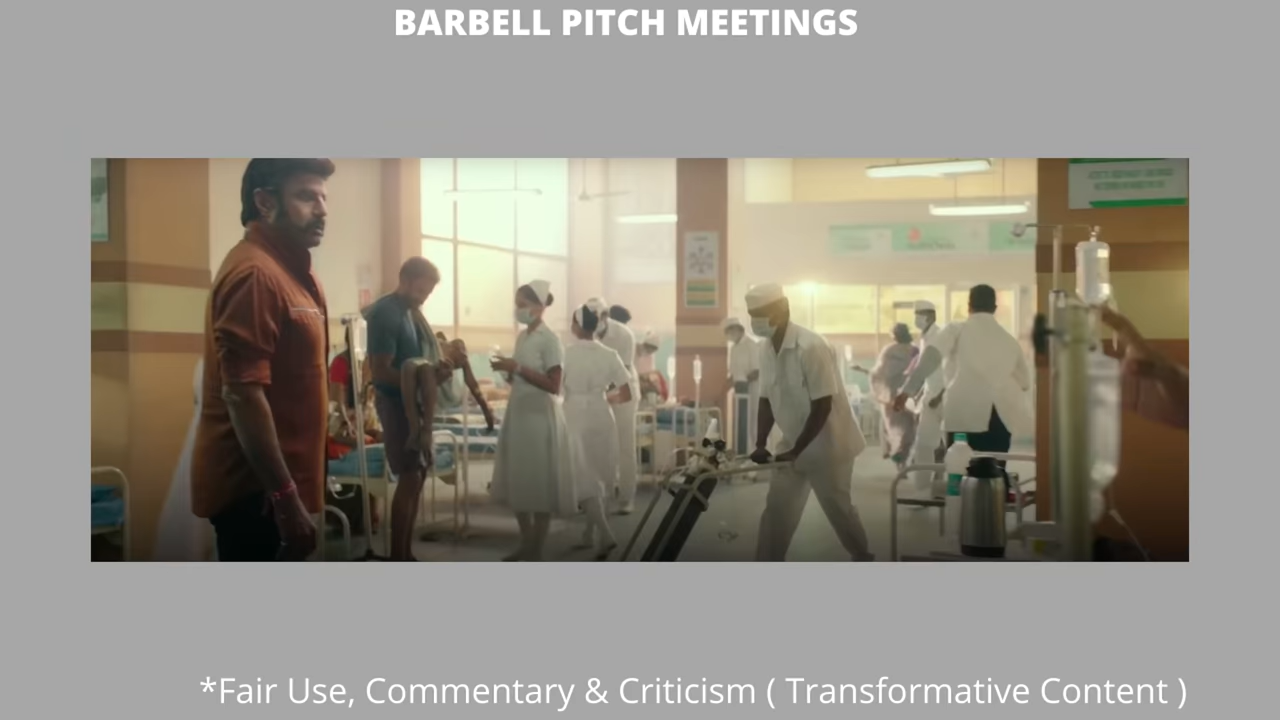 BARBELL PITCH MEETINGS
*Fair Use, Commentary & Criticism ( Transformative Content )